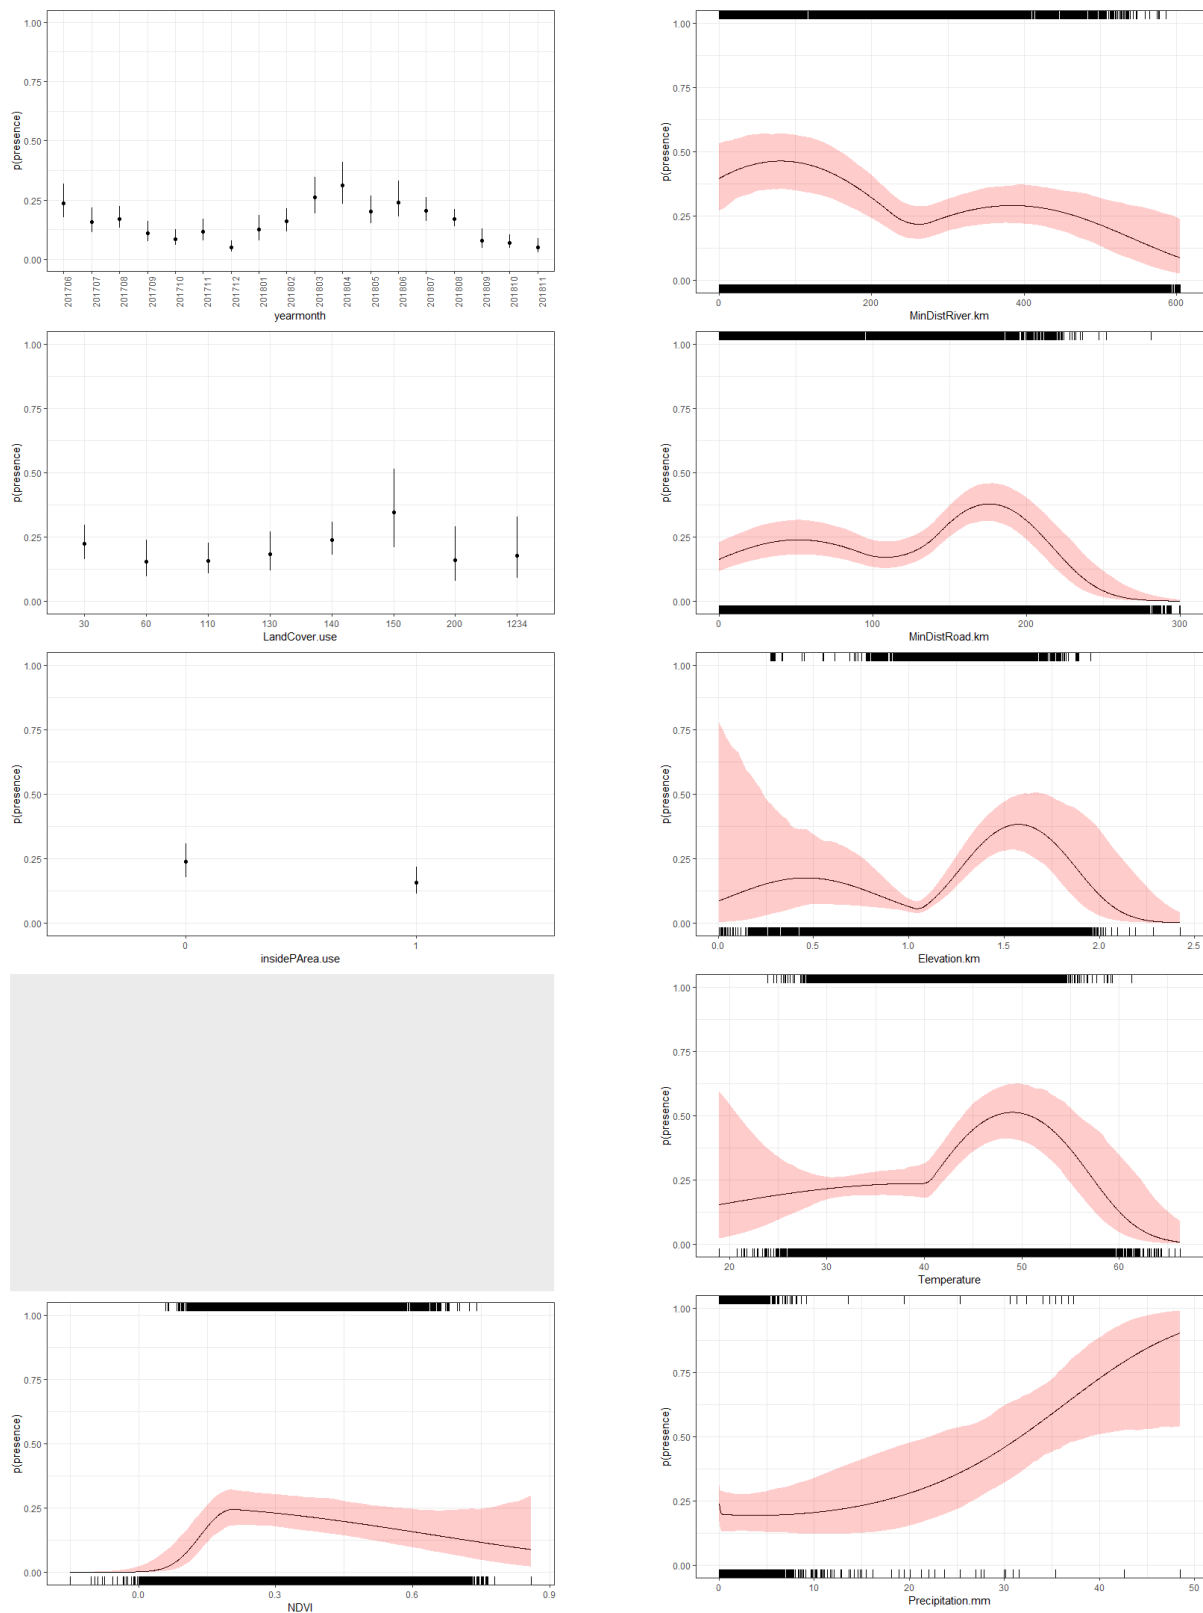 1.00
0.75
0.50
0.25
0.00
p(presence)
201706 201707 201708 201709 201710 201711 201712 201801 201802 201803 201804 201805 201806 201807 201808 201809 201810 201811
yearmonth
1.00
0.75
0.50
0.25
0.00
p(presence)
0 200 400 600
MinDistRiver.km
1.00
0.75
0.50
0.25
0.00
p(presence)
30 60 110 130 140 150 200 1234
LandCover.use
1.00
0.75
0.50
0.25
0.00
p(presence)
0 100 200 300
MinDistRoad.km
1.00
0.75
0.50
0.25
0.00
p(presence)
0 1
insidePArea.use
1.00
0.75
0.50
0.25
0.00
p(presence)
0.0 0.5 1.0 1.5 2.0 2.5
Elevation.km
1.00
0.75
0.50
0.25
0.00
p(presence)
20 30 40 50 60
Temperature
1.00
0.75
0.50
0.25
0.00
p(presence)
0.0 0.3 0.6 0.9
NDVI
1.00
0.75
0.50
0.25
0.00
p(presence)
0 10 20 30 40 50
Precipitation.mm